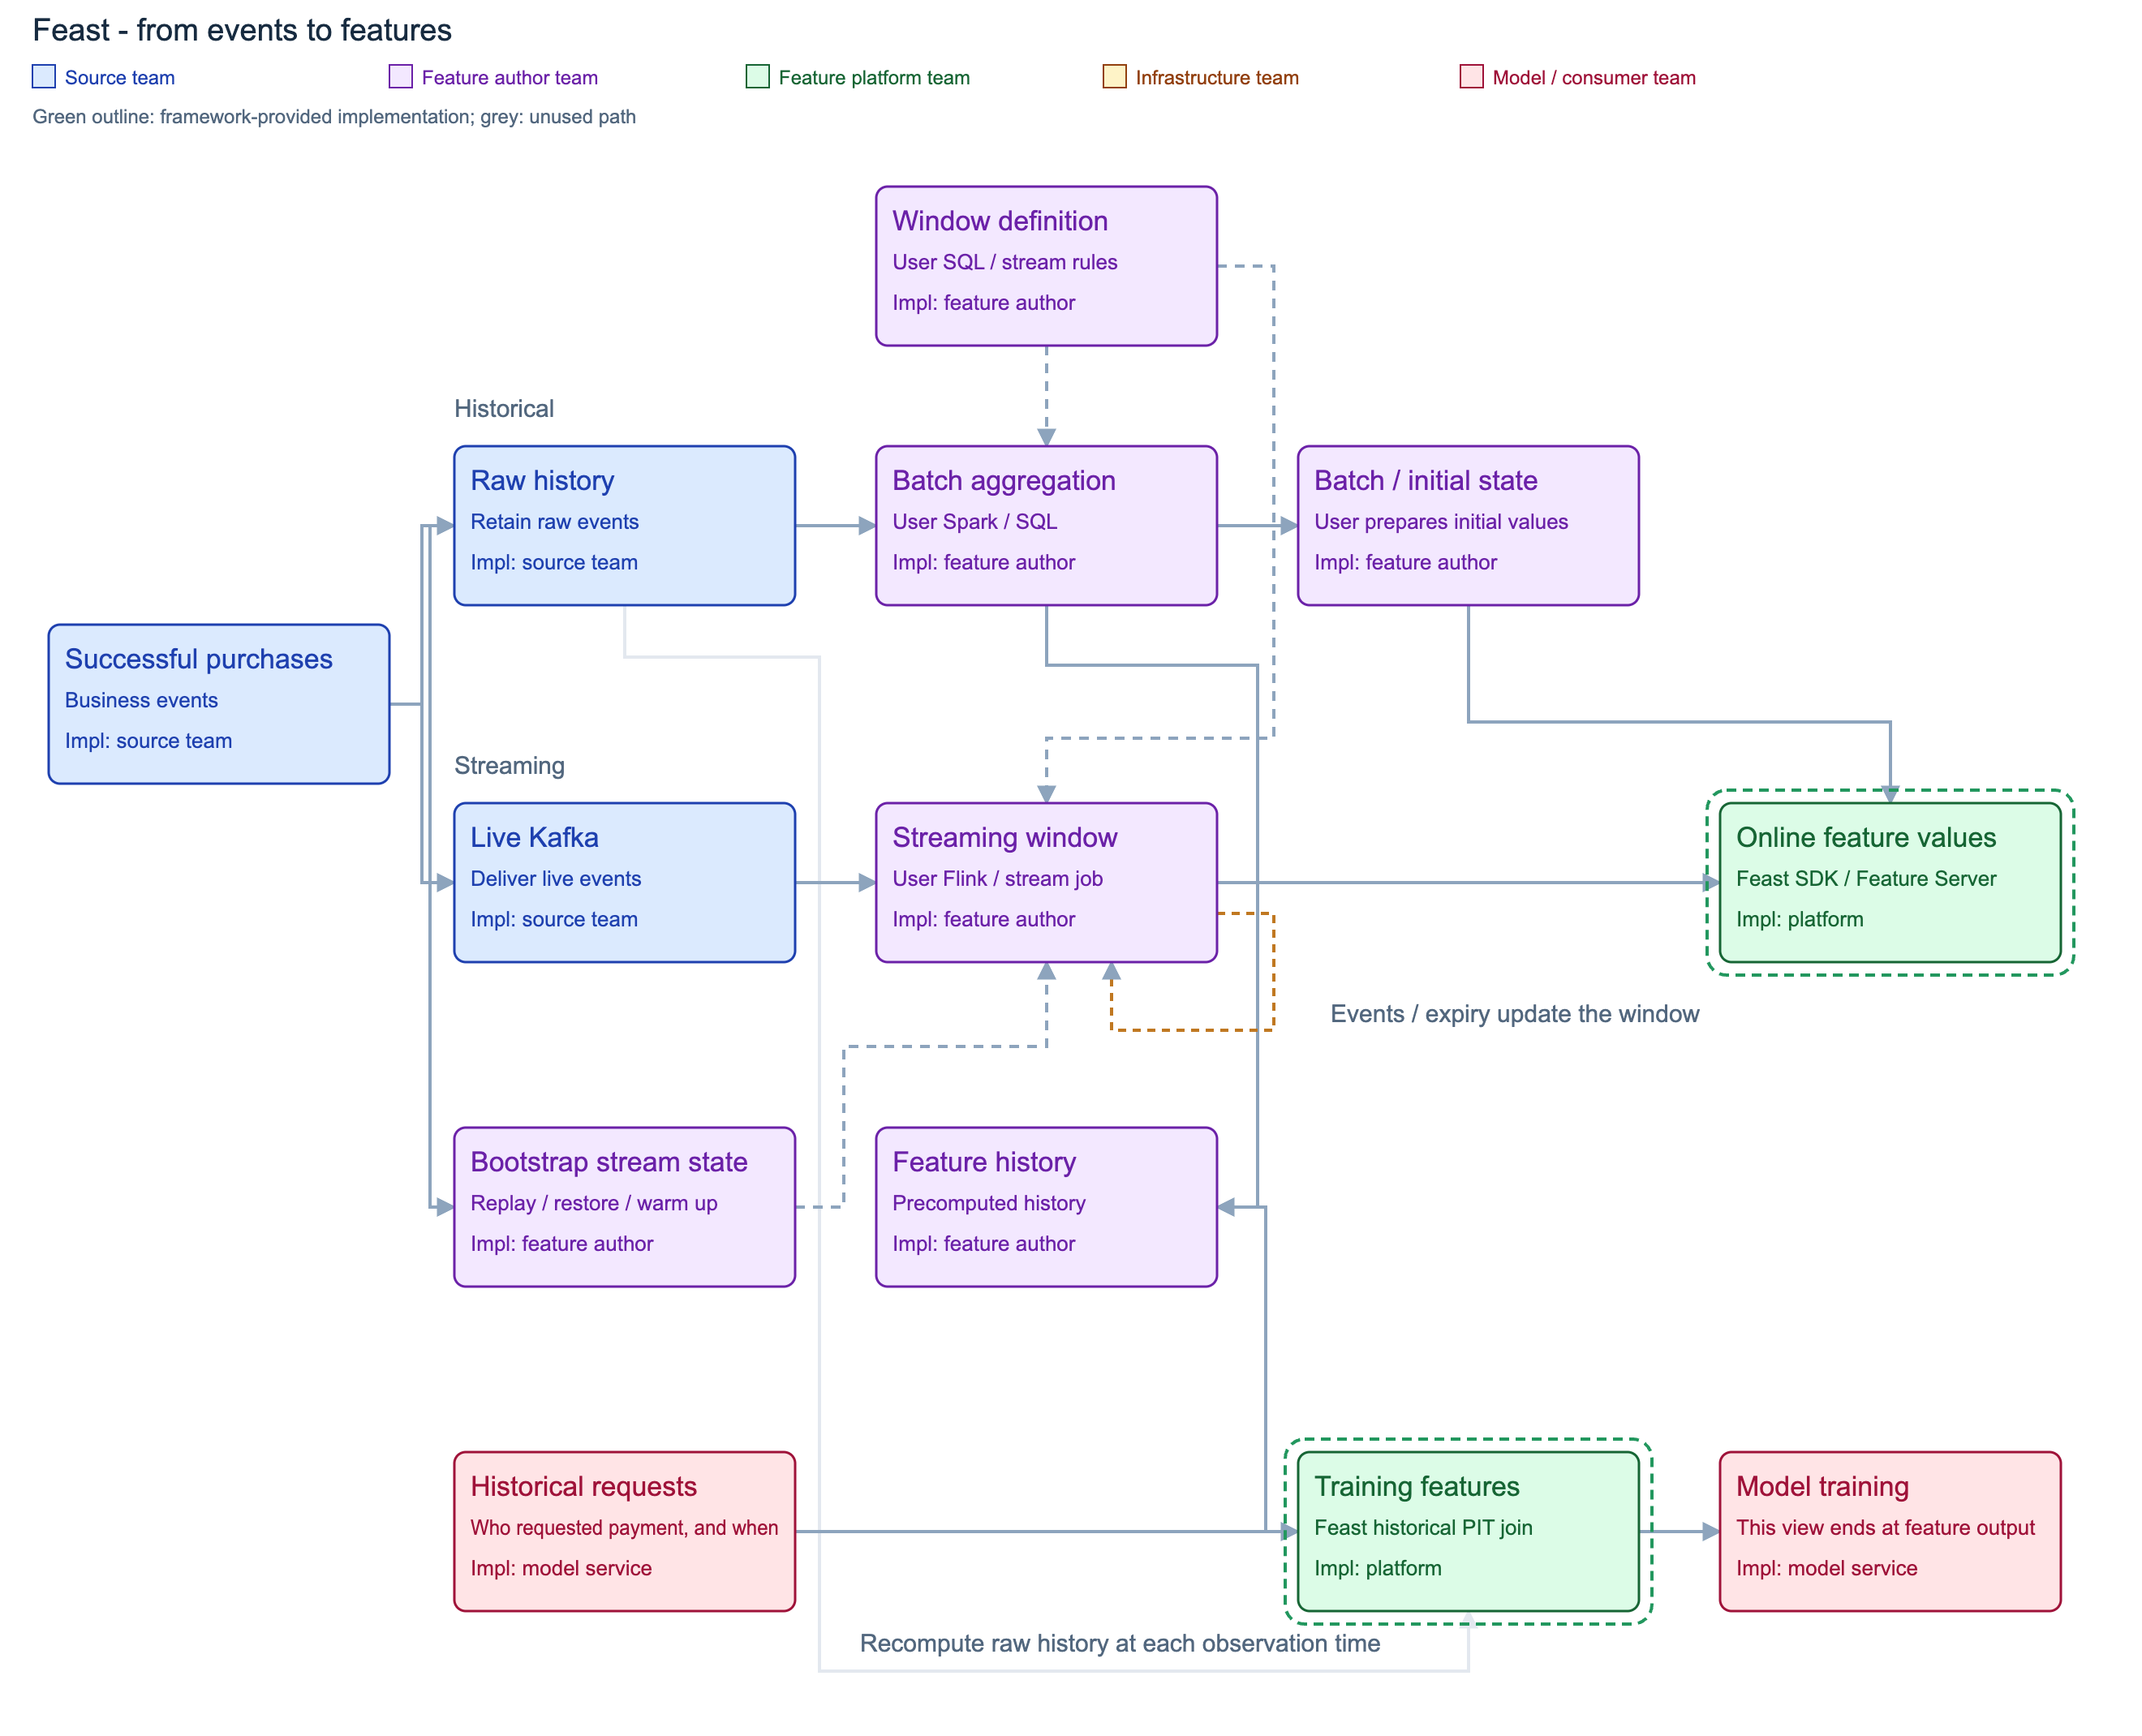 Feast - from events to features
Source team
Feature author team
Feature platform team
Infrastructure team
Model / consumer team
Green outline: framework-provided implementation; grey: unused path
Window definition
User SQL / stream rules
Impl: feature author
Historical
Raw history
Retain raw events
Impl: source team
Batch aggregation
User Spark / SQL
Impl: feature author
Batch / initial state
User prepares initial values
Impl: feature author
Successful purchases
Business events
Impl: source team
Streaming
Live Kafka
Deliver live events
Impl: source team
Streaming window
User Flink / stream job
Impl: feature author
Online feature values
Feast SDK / Feature Server
Impl: platform
Events / expiry update the window
Bootstrap stream state
Replay / restore / warm up
Impl: feature author
Feature history
Precomputed history
Impl: feature author
Historical requests
Who requested payment, and when
Impl: model service
Training features
Feast historical PIT join
Impl: platform
Model training
This view ends at feature output
Impl: model service
Recompute raw history at each observation time